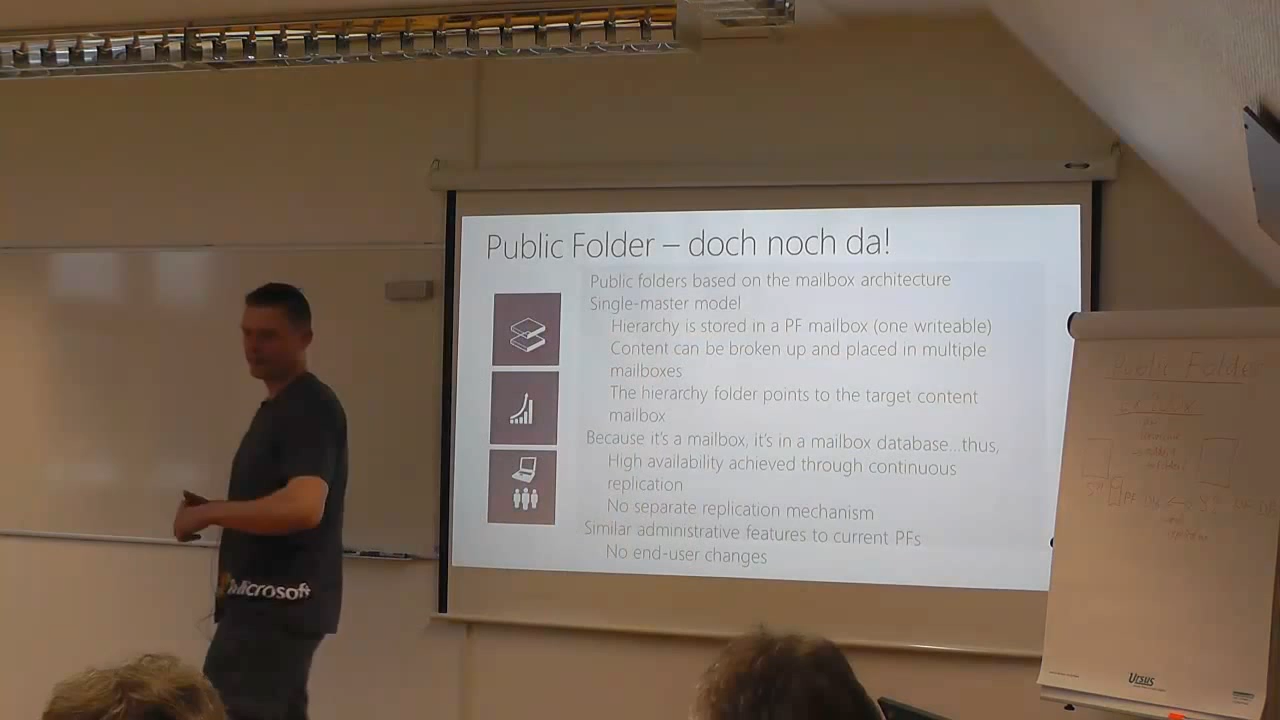 Public Folder – doch noch da!
Public folders based on the mailbox architecture
Single-master model
Hierarchy is stored in a PF mailbox (one writeable)
Content can be broken up and placed in multiple
mailboxes
The hierarchy folder points to the target content
mailbox
Because it's a mailbox, it's in a mailbox database...thus,
High availability achieved through continuous
replication
No separate replication mechanism
Similar administrative features to current PFs
No end-user changes
Microsoft
Public Folder
URSUS